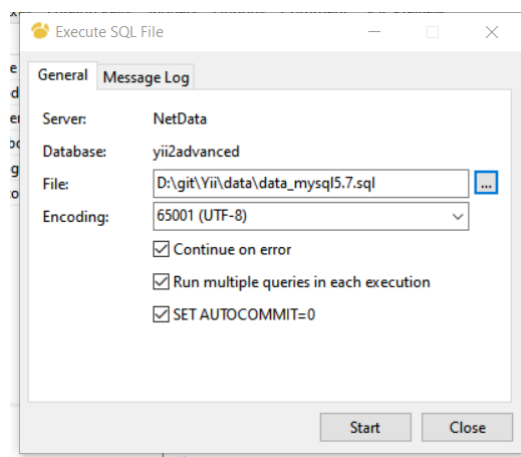 Execute SQL File
General Message Log
Server: NetData
Database: yii2advanced
File: D:\git\Yii\data\data_mysql5.7.sql ...
Encoding: 65001 (UTF-8)
Continue on error
Run multiple queries in each execution
SET AUTOCOMMIT=0
Start Close